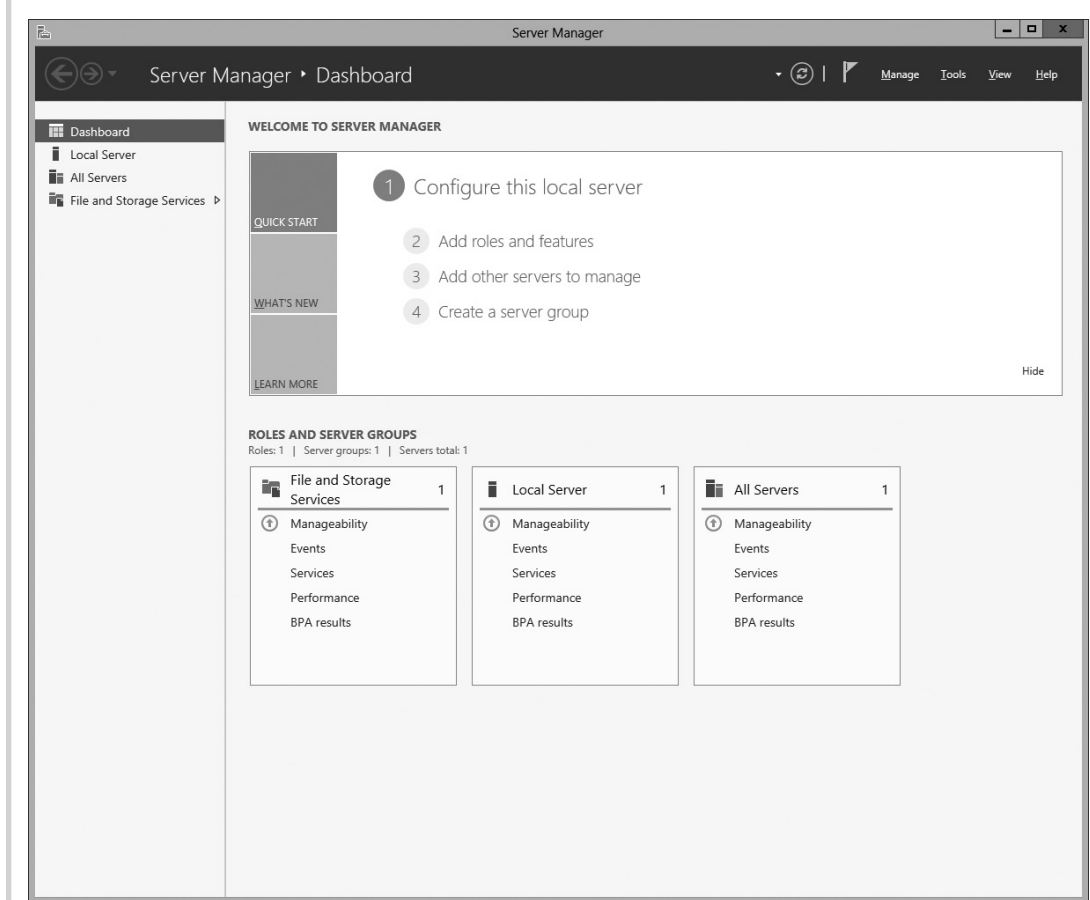 Server Manager
Server Manager • Dashboard
Manage Tools View Help
Dashboard
Local Server
All Servers
File and Storage Services
WELCOME TO SERVER MANAGER
QUICK START
WHAT'S NEW
LEARN MORE
1 Configure this local server
2 Add roles and features
3 Add other servers to manage
4 Create a server group
Hide
ROLES AND SERVER GROUPS
Roles: 1 | Server groups: 1 | Servers total: 1
File and Storage
Services 1
Manageability
Events
Services
Performance
BPA results
Local Server 1
Manageability
Events
Services
Performance
BPA results
All Servers 1
Manageability
Events
Services
Performance
BPA results